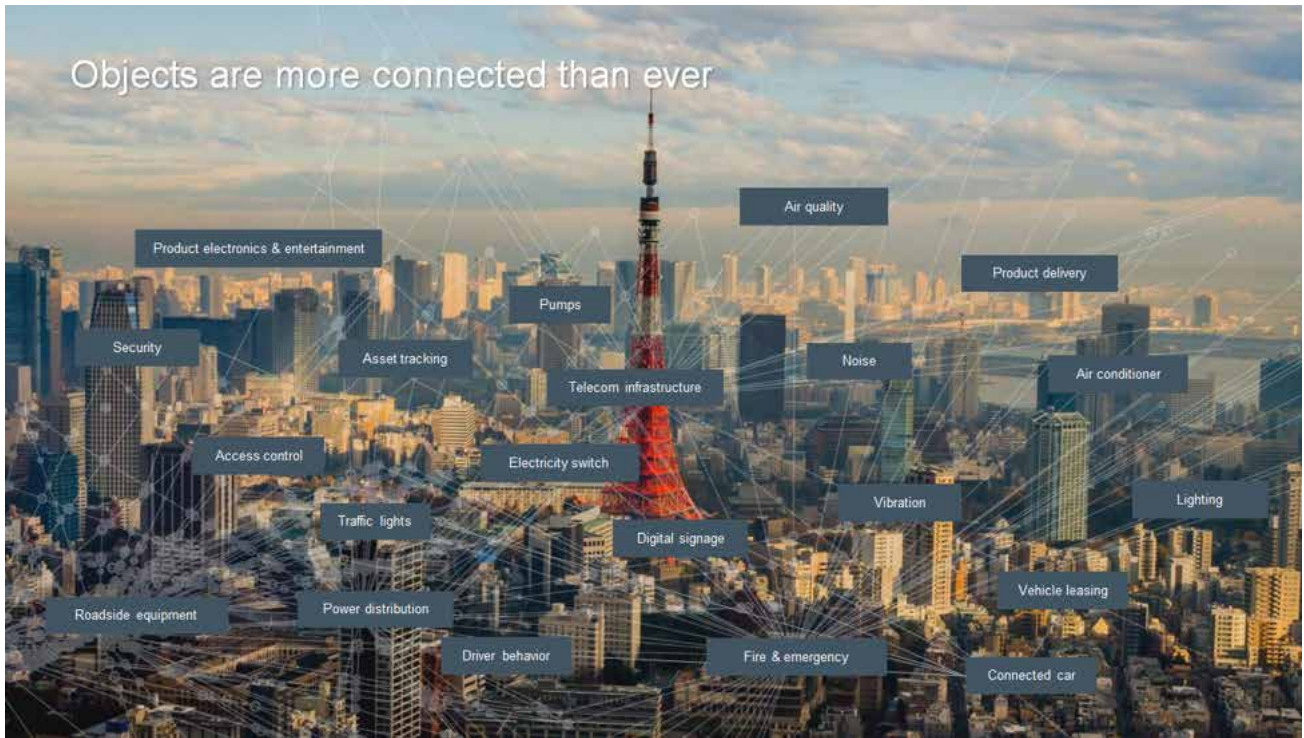 Objects are more connected than ever
Air quality
Product electronics & entertainment
Product delivery
Pumps
Security
Asset tracking
Noise
Telecom infrastructure
Air conditioner
Access control
Electricity switch
Vibration
Lighting
Traffic lights
Digital signage
Vehicle leasing
Roadside equipment
Power distribution
Driver behavior
Fire & emergency
Connected car